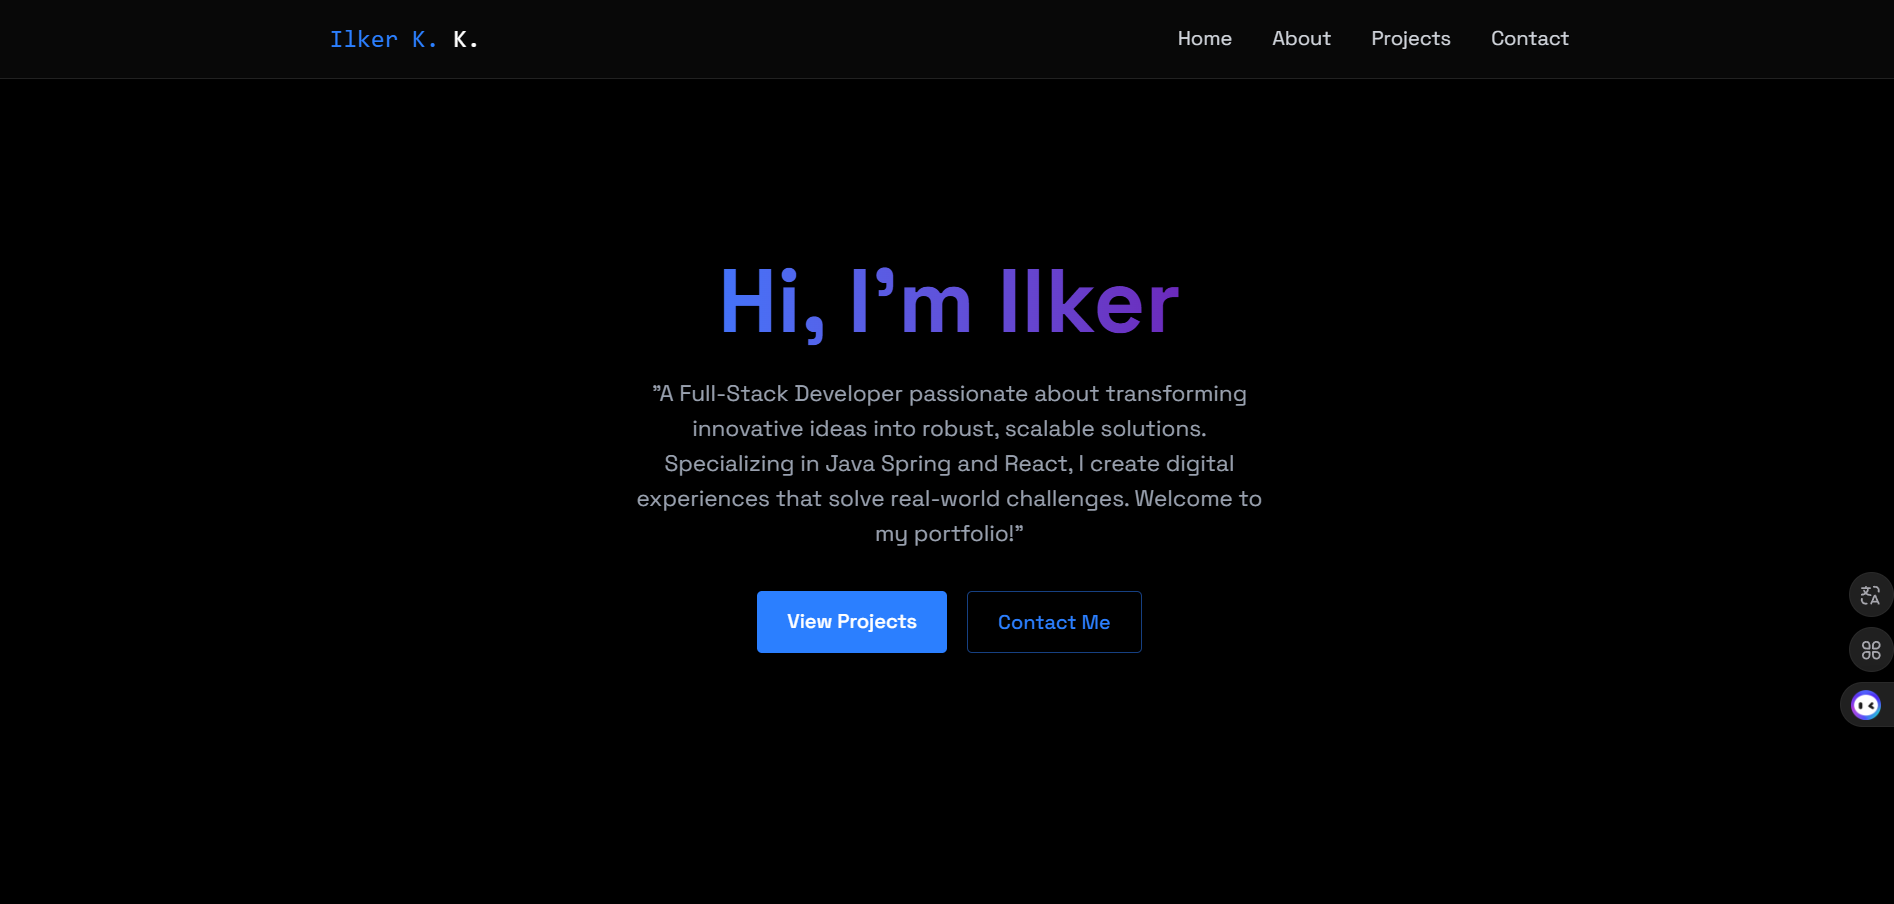 Ilker K. K.
Home About Projects Contact
Hi, I’m Ilker
”A Full-Stack Developer passionate about transforming
innovative ideas into robust, scalable solutions.
Specializing in Java Spring and React, I create digital
experiences that solve real-world challenges. Welcome to
my portfolio!”
View Projects Contact Me